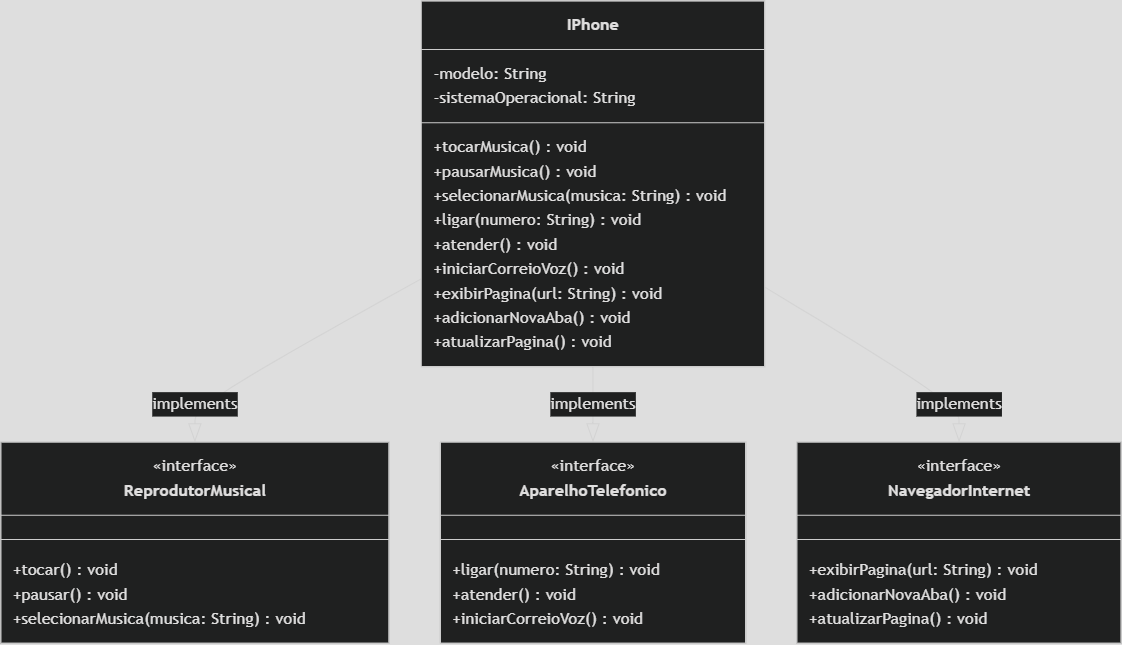 IPhone
-modelo: String
-sistemaOperacional: String
+tocarMusica() : void
+pausarMusica() : void
+selecionarMusica(musica: String) : void
+ligar(numero: String) : void
+atender() : void
+iniciarCorreioVoz() : void
+exibirPagina(url: String) : void
+adicionarNovaAba() : void
+atualizarPagina() : void
implements
implements
implements
«interface»
ReprodutorMusical
+tocar() : void
+pausar() : void
+selecionarMusica(musica: String) : void
«interface»
AparelhoTelefonico
+ligar(numero: String) : void
+atender() : void
+iniciarCorreioVoz() : void
«interface»
NavegadorInternet
+exibirPagina(url: String) : void
+adicionarNovaAba() : void
+atualizarPagina() : void